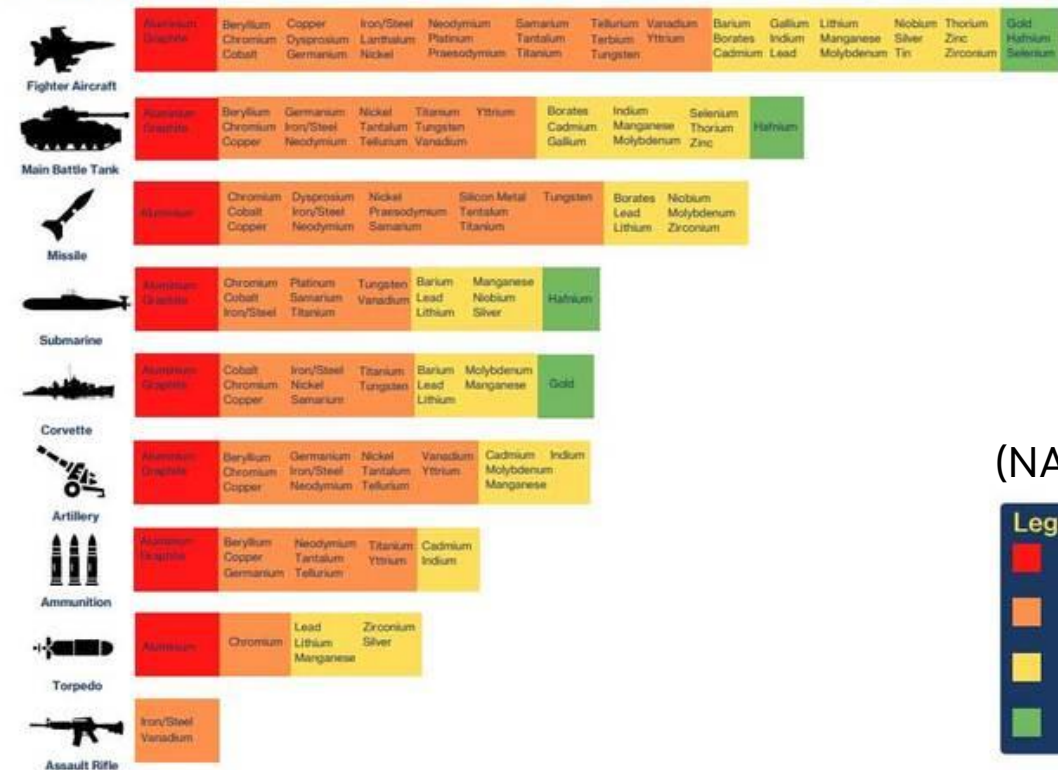 Aluminium Beryllium Copper Iron/Steel Neodymium Samarium Tellurium Vanadium Barium Gallium Lithium Niobium Thorium Gold
Graphite Chromium Dysprosium Lanthalum Platinum Tantalum Terbium Yttrium Borates Indium Manganese Silver Zinc Hafnium
Cobalt Germanium Nickel Praesodymium Titanium Tungsten Cadmium Lead Molybdenum Tin Zirconium Selenium
Fighter Aircraft
Aluminium Beryllium Germanium Nickel Titanium Yttrium Borates Indium Selenium
Graphite Chromium Iron/Steel Tantalum Tungsten Cadmium Manganese Thorium Hafnium
Copper Neodymium Tellurium Vanadium Gallium Molybdenum Zinc
Main Battle Tank
Chromium Dysprosium Nickel Silicon Metal Tungsten Borates Niobium
Aluminium Cobalt Iron/Steel Praesodymium Tentalum Lead Molybdenum
Copper Neodymium Samarium Titanium Lithium Zirconium
Missile
Aluminium Chromium Platinum Tungsten Barium Manganese
Graphite Cobalt Samarium Vanadium Lead Niobium Hafnium
Iron/Steel Titanium Lithium Silver
Submarine
Aluminium Cobalt Iron/Steel Titanium Barium Molybdenum
Graphite Chromium Nickel Tungsten Lead Manganese Gold
Copper Samarium Lithium
Corvette
Aluminium Beryllium Germanium Nickel Vanadium Cadmium Indium
Graphite Chromium Iron/Steel Tantalum Yttrium Molybdenum
Copper Neodymium Tellurium Manganese
Artillery
Aluminium Beryllium Neodymium Titanium Cadmium
Graphite Copper Tantalum Yttrium Indium
Germanium Tellurium
Ammunition
Lead Zirconium
Aluminium Chromium Lithium Silver
Manganese
Torpedo
Iron/Steel
Vanadium
Assault Rifle
(NA
Leg